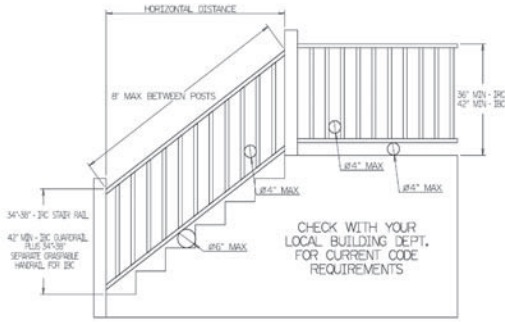 HORIZONTAL DISTANCE
8' MAX BETWEEN POSTS
36" MIN - IRC
42" MIN - IBC
Ø4" MAX
Ø4" MAX
Ø4" MAX
34"-38" - IRC STAIR RAIL
42" MIN - IBC GUARDRAIL
PLUS 34"-38"
SEPARATE GRASPABLE
HANDRAIL FOR IBC
Ø6" MAX
CHECK WITH YOUR
LOCAL BUILDING DEPT.
FOR CURRENT CODE
REQUIREMENTS